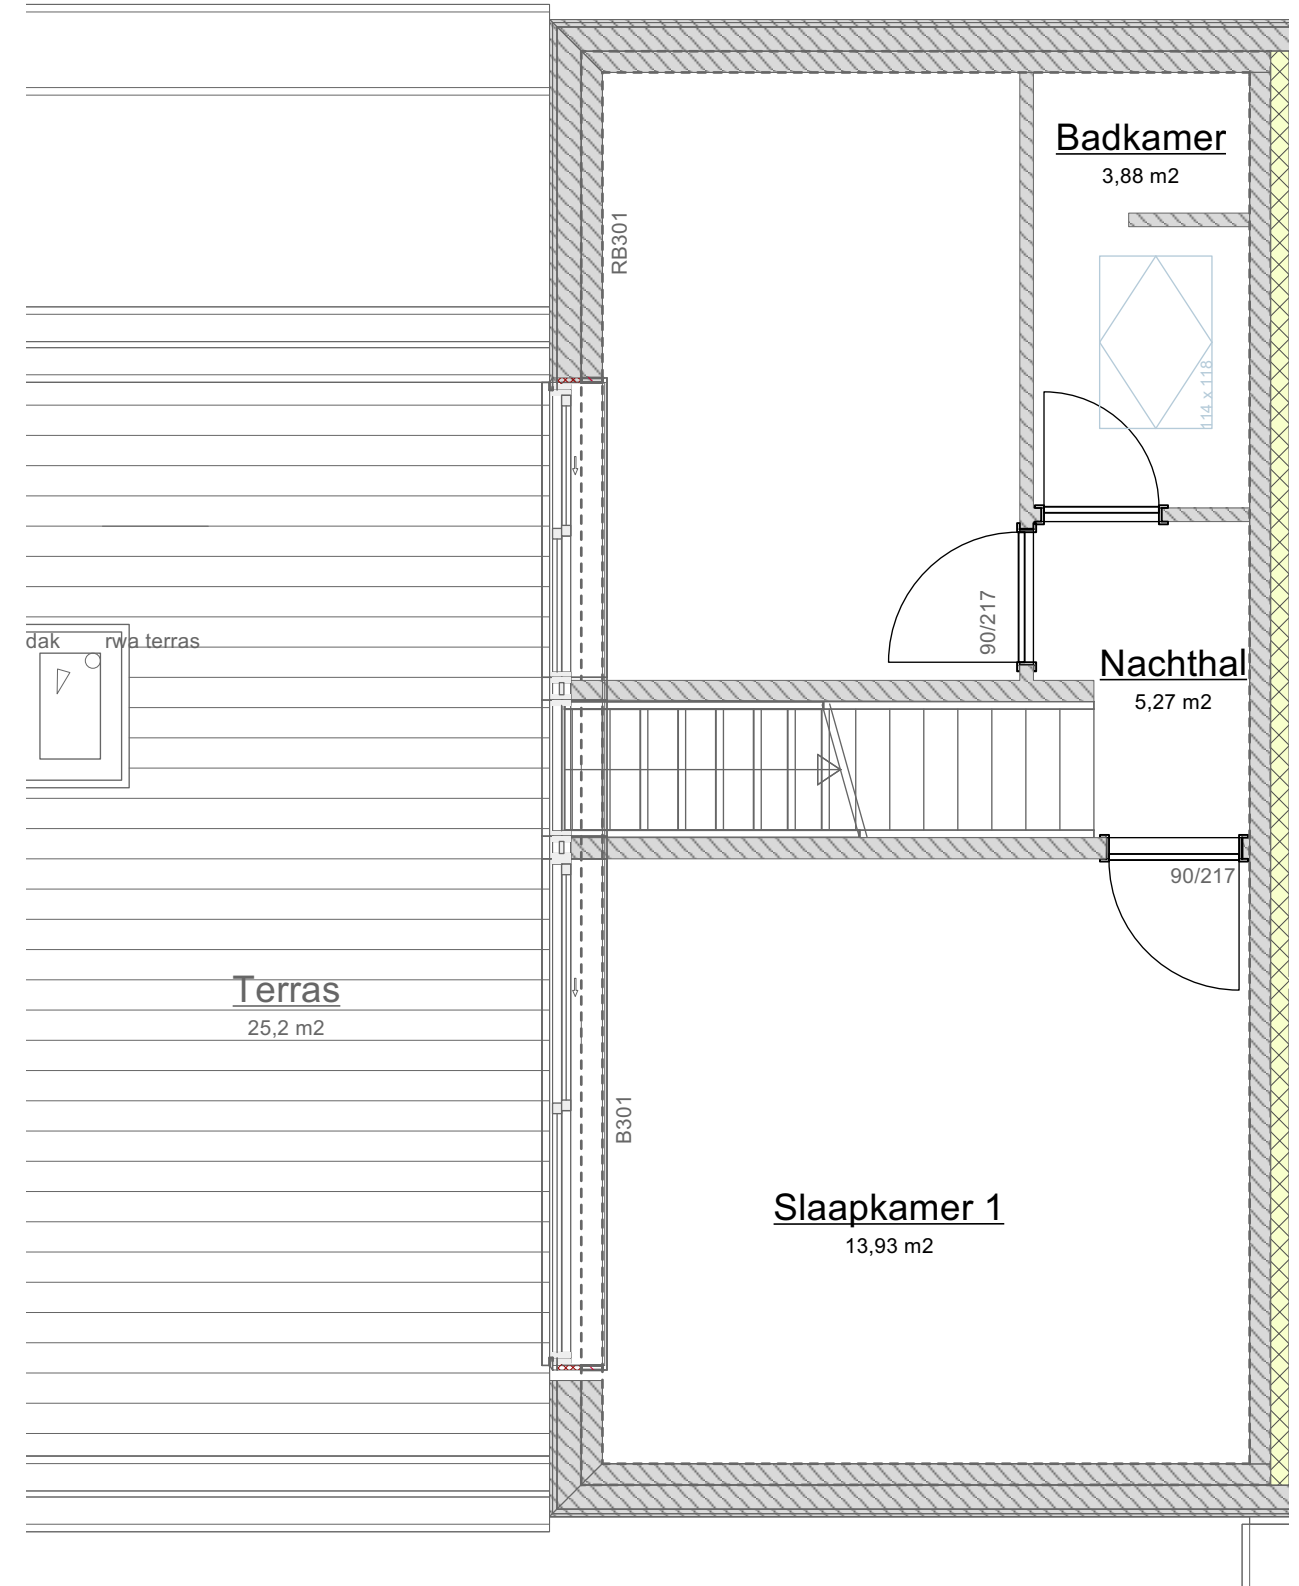 Badkamer
3,88 m2
RB301
114 x 118
90/217
dak
rwa terras
Nachthal
5,27 m2
90/217
Terras
25,2 m2
B301
Slaapkamer 1
13,93 m2